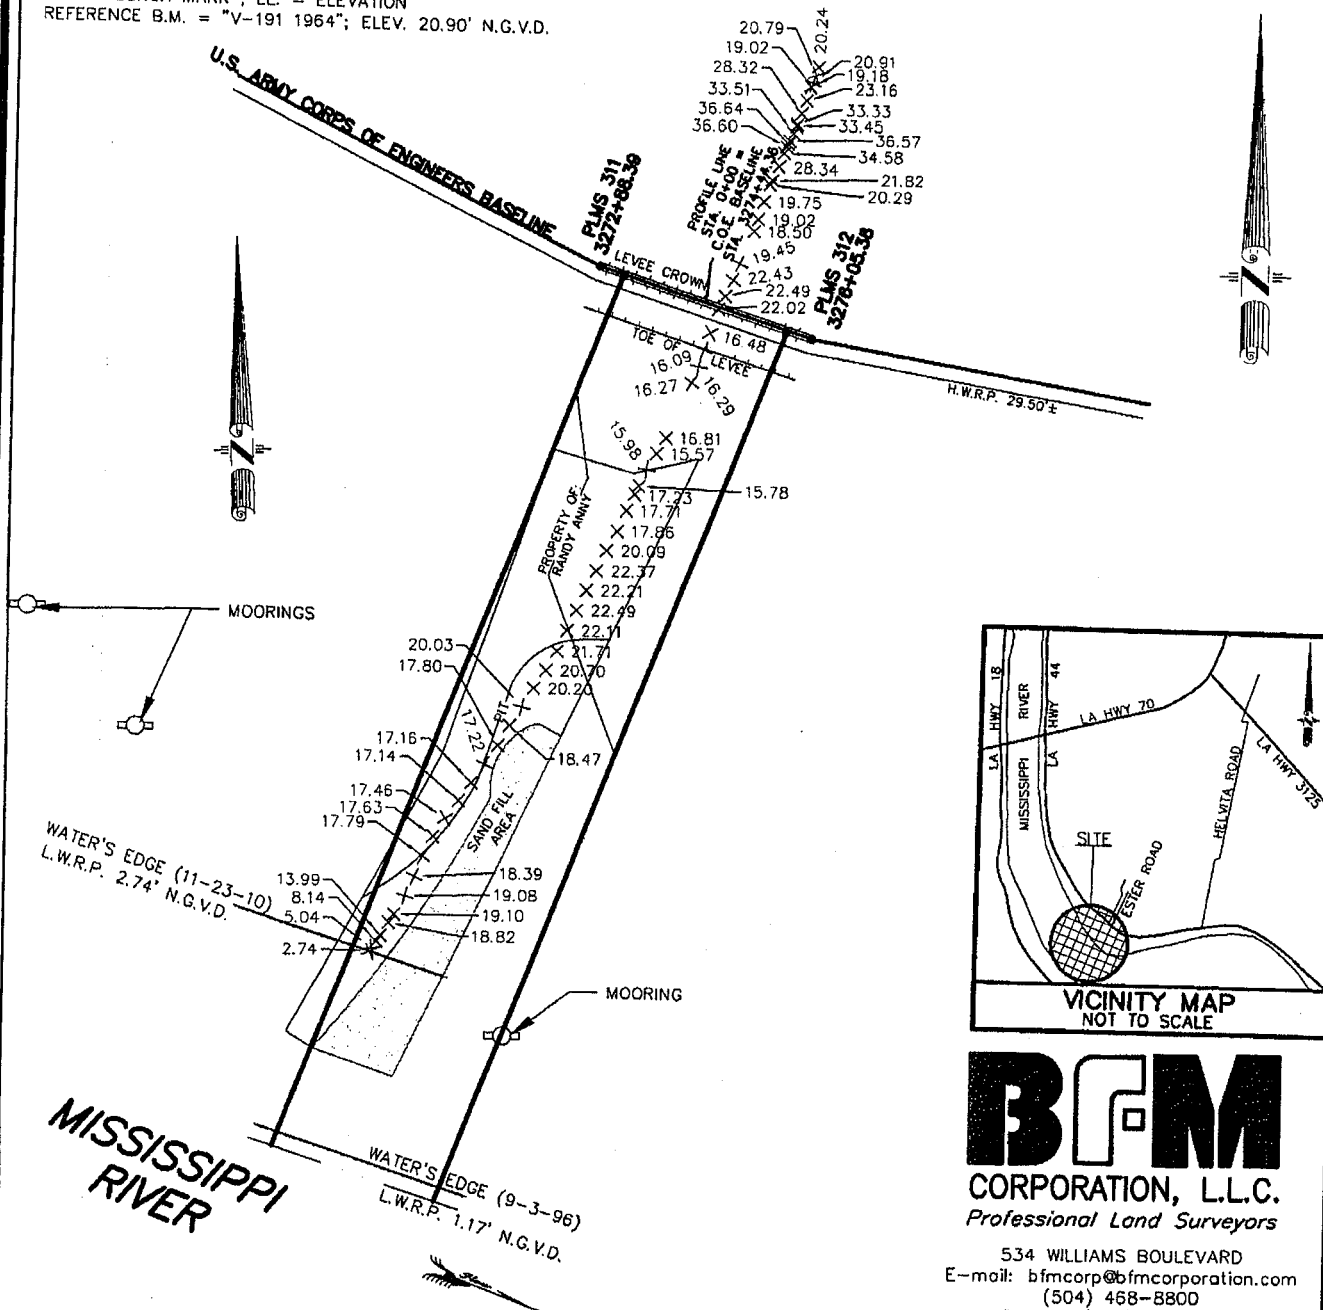 REFERENCE B.M. = "V-191 1964"; ELEV. 20.90' N.G.V.D.
U.S. ARMY CORPS OF ENGINEERS BASELINE
PLMS 311
3272+88.39
PROFILE LINE
STA. 0+00 =
C.O.E. BASELINE
STA. 3274+44.36
PLMS 312
3276+05.38
20.24
20.79
19.02
28.32
33.51
36.64
36.60
20.91
19.18
23.16
33.33
33.45
36.57
34.58
28.34
21.82
20.29
19.75
19.02
18.50
19.45
22.43
22.49
22.02
LEVEE CROWN
16.48
TOE OF LEVEE
16.09
16.27
16.29
H.W.R.P. 29.50'±
16.81
15.57
15.98
15.78
17.23
17.71
17.86
20.09
22.37
22.21
22.49
22.11
21.71
20.70
20.20
PROPERTY OF:
RANDY ANNY
MOORINGS
20.03
17.80
PIT
17.22
17.16
17.14
18.47
17.46
17.63
17.79
SAND FILL
AREA
WATER'S EDGE (11-23-10)
L.W.R.P. 2.74' N.G.V.D.
13.99
8.14
5.04
2.74
18.39
19.08
19.10
18.82
MOORING
MISSISSIPPI
RIVER
WATER'S EDGE (9-3-96)
L.W.R.P. 1.17' N.G.V.D.
Flow
LA HWY 18
MISSISSIPPI RIVER
LA HWY 44
LA HWY 70
LA HWY 3125
HELVITA ROAD
SITE
ESTER ROAD
VICINITY MAP
NOT TO SCALE
BFM
CORPORATION, L.L.C.
Professional Land Surveyors
534 WILLIAMS BOULEVARD
E-mail: bfmcorp@bfmcorporation.com
(504) 468-8800